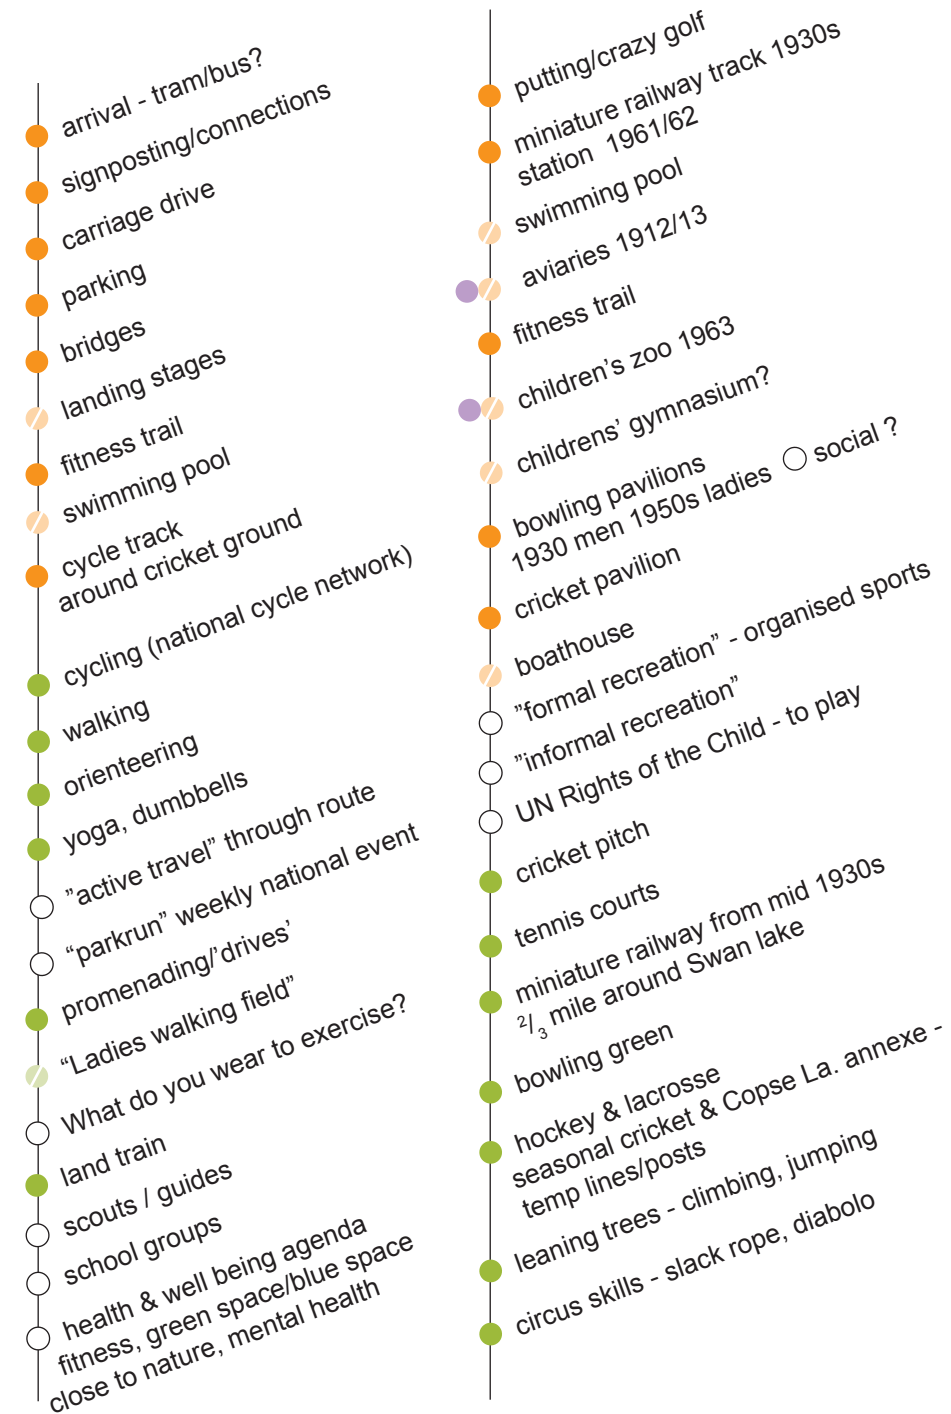 arrival - tram/bus?
signposting/connections
carriage drive
parking
bridges
landing stages
fitness trail
swimming pool
cycle track
around cricket ground
cycling (national cycle network)
walking
orienteering
yoga, dumbbells
”active travel” through route
“parkrun” weekly national event
promenading/’drives’
“Ladies walking field”
What do you wear to exercise?
land train
scouts / guides
school groups
health & well being agenda
fitness, green space/blue space
close to nature, mental health
putting/crazy golf
miniature railway track 1930s
station 1961/62
swimming pool
aviaries 1912/13
fitness trail
children’s zoo 1963
childrens’ gymnasium?
bowling pavilions
1930 men 1950s ladies social ?
cricket pavilion
boathouse
”formal recreation” - organised sports
”informal recreation”
UN Rights of the Child - to play
cricket pitch
tennis courts
miniature railway from mid 1930s
2/3 mile around Swan lake
bowling green
hockey & lacrosse
seasonal cricket & Copse La. annexe -
temp lines/posts
leaning trees - climbing, jumping
circus skills - slack rope, diabolo